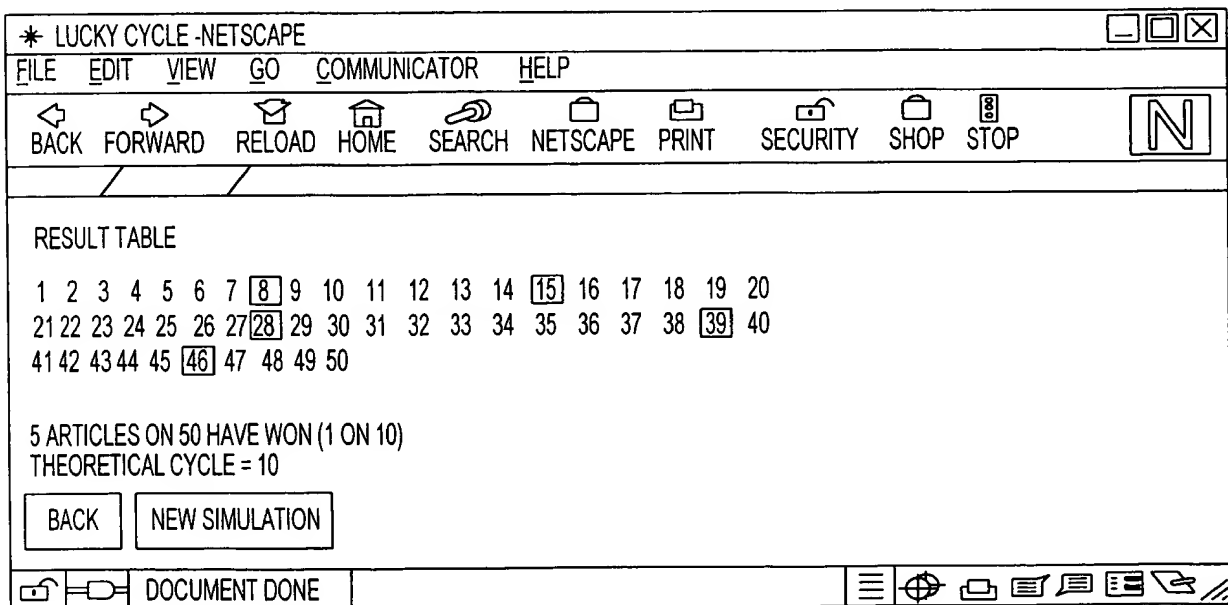 * LUCKY CYCLE -NETSCAPE
FILE EDIT VIEW GO COMMUNICATOR HELP
BACK FORWARD RELOAD HOME SEARCH NETSCAPE PRINT SECURITY SHOP STOP N
RESULT TABLE
1 2 3 4 5 6 7 8 9 10 11 12 13 14 15 16 17 18 19 20
21 22 23 24 25 26 27 28 29 30 31 32 33 34 35 36 37 38 39 40
41 42 43 44 45 46 47 48 49 50
5 ARTICLES ON 50 HAVE WON (1 ON 10)
THEORETICAL CYCLE = 10
BACK NEW SIMULATION
DOCUMENT DONE